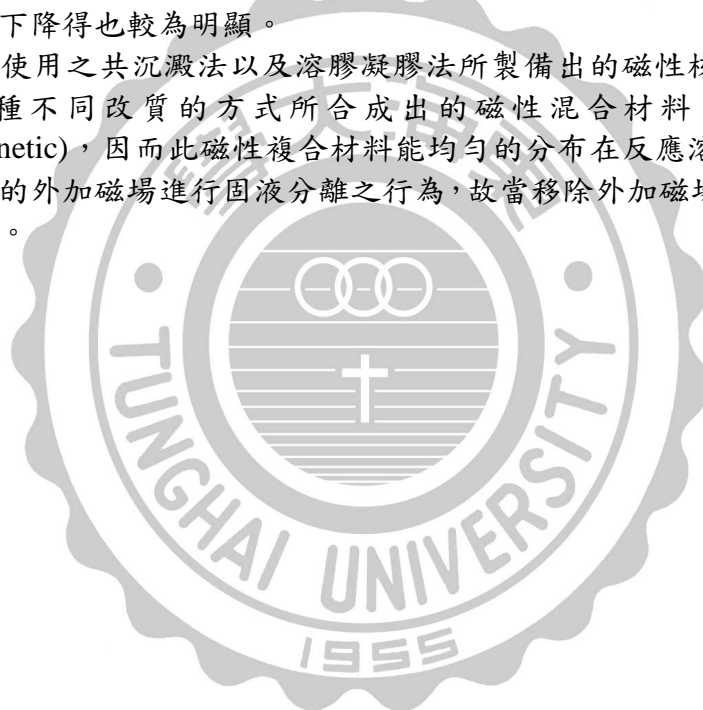 下降得也較為明顯。
使用之共沉澱法以及溶膠凝膠法所製備出的磁性
種不同改質的方式所合成出的磁性混合材料
netic)，因而此磁性複合材料能均勻的分布在反應溶
的外加磁場進行固液分離之行為，故當移除外加磁場
。
TUNGHAI UNIVERSITY
1955